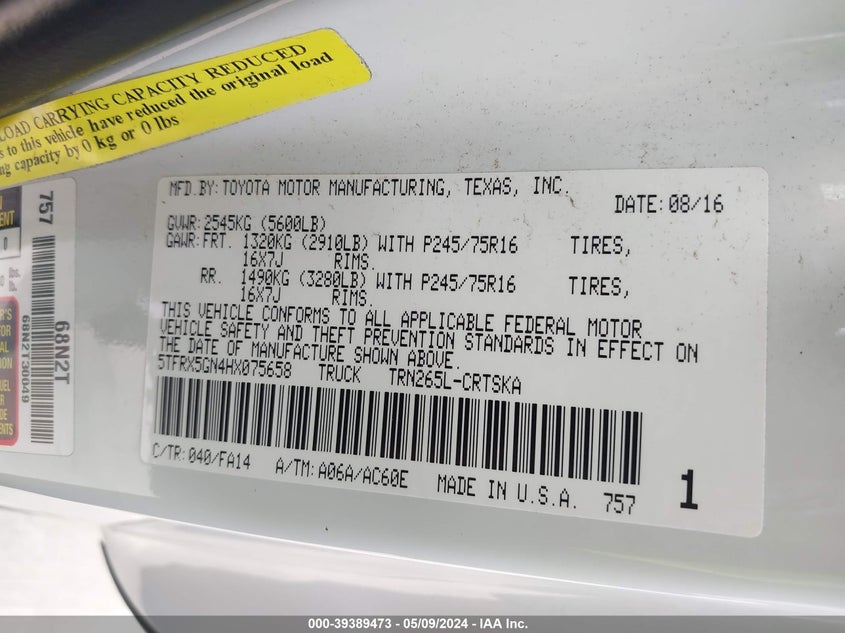 LOAD CARRYING CAPACITY REDUCED
to this vehicle have reduced the original load
capacity by 0 kg or 0 lbs
757
68N2T30049
68N2T
MFD BY: TOYOTA MOTOR MANUFACTURING, TEXAS, INC.
DATE: 08/16
GVWR: 2545KG (5600LB)
GAWR: FRT. 1320KG (2910LB) WITH P245/75R16 TIRES,
16X7J RIMS.
RR. 1490KG (3280LB) WITH P245/75R16 TIRES,
16X7J RIMS.
THIS VEHICLE CONFORMS TO ALL APPLICABLE FEDERAL MOTOR
VEHICLE SAFETY AND THEFT PREVENTION STANDARDS IN EFFECT ON
THE DATE OF MANUFACTURE SHOWN ABOVE.
5TFRX5GN4HX075658 TRUCK TRN265L-CRTSKA
C/TR: 040/FA14 A/TM: A06A/AC60E MADE IN U.S.A. 757 1
000-39389473 - 05/09/2024 - IAA Inc.